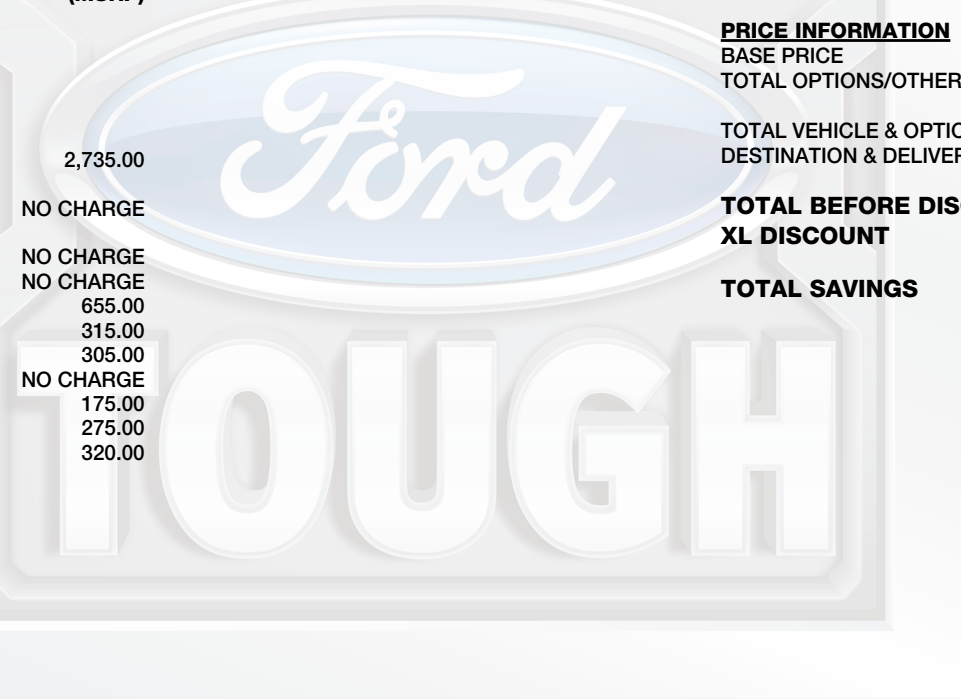 (MSRP)
2,735.00
NO CHARGE
NO CHARGE
NO CHARGE
655.00
315.00
305.00
NO CHARGE
175.00
275.00
320.00
PRICE INFORMATION
BASE PRICE
TOTAL OPTIONS/OTHER
TOTAL VEHICLE & OPTIO
DESTINATION & DELIVER
TOTAL BEFORE DIS
XL DISCOUNT
TOTAL SAVINGS
Ford
TOUGH